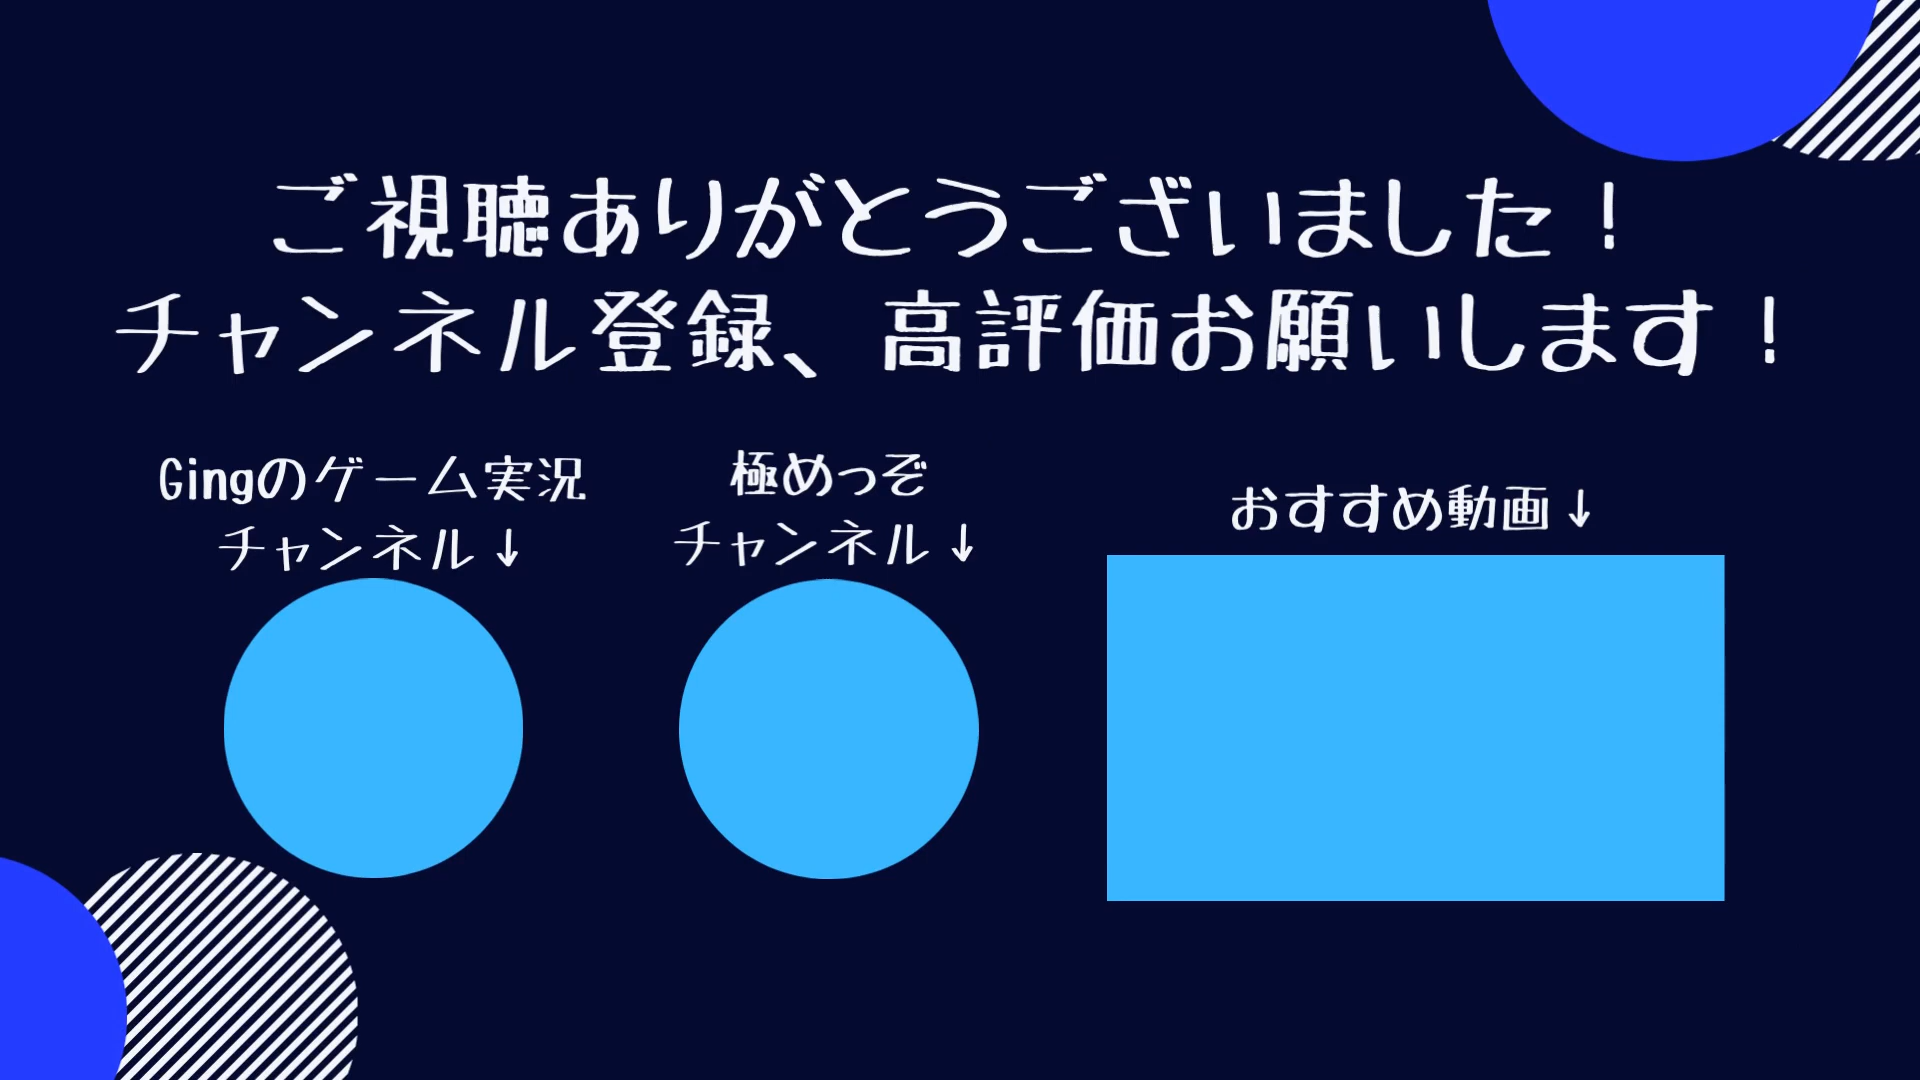 ご視聴ありがとうございました！
チャンネル登録、高評価お願いします！
Gingのゲーム実況
チャンネル↓
極めっぞ
チャンネル↓
おすすめ動画↓